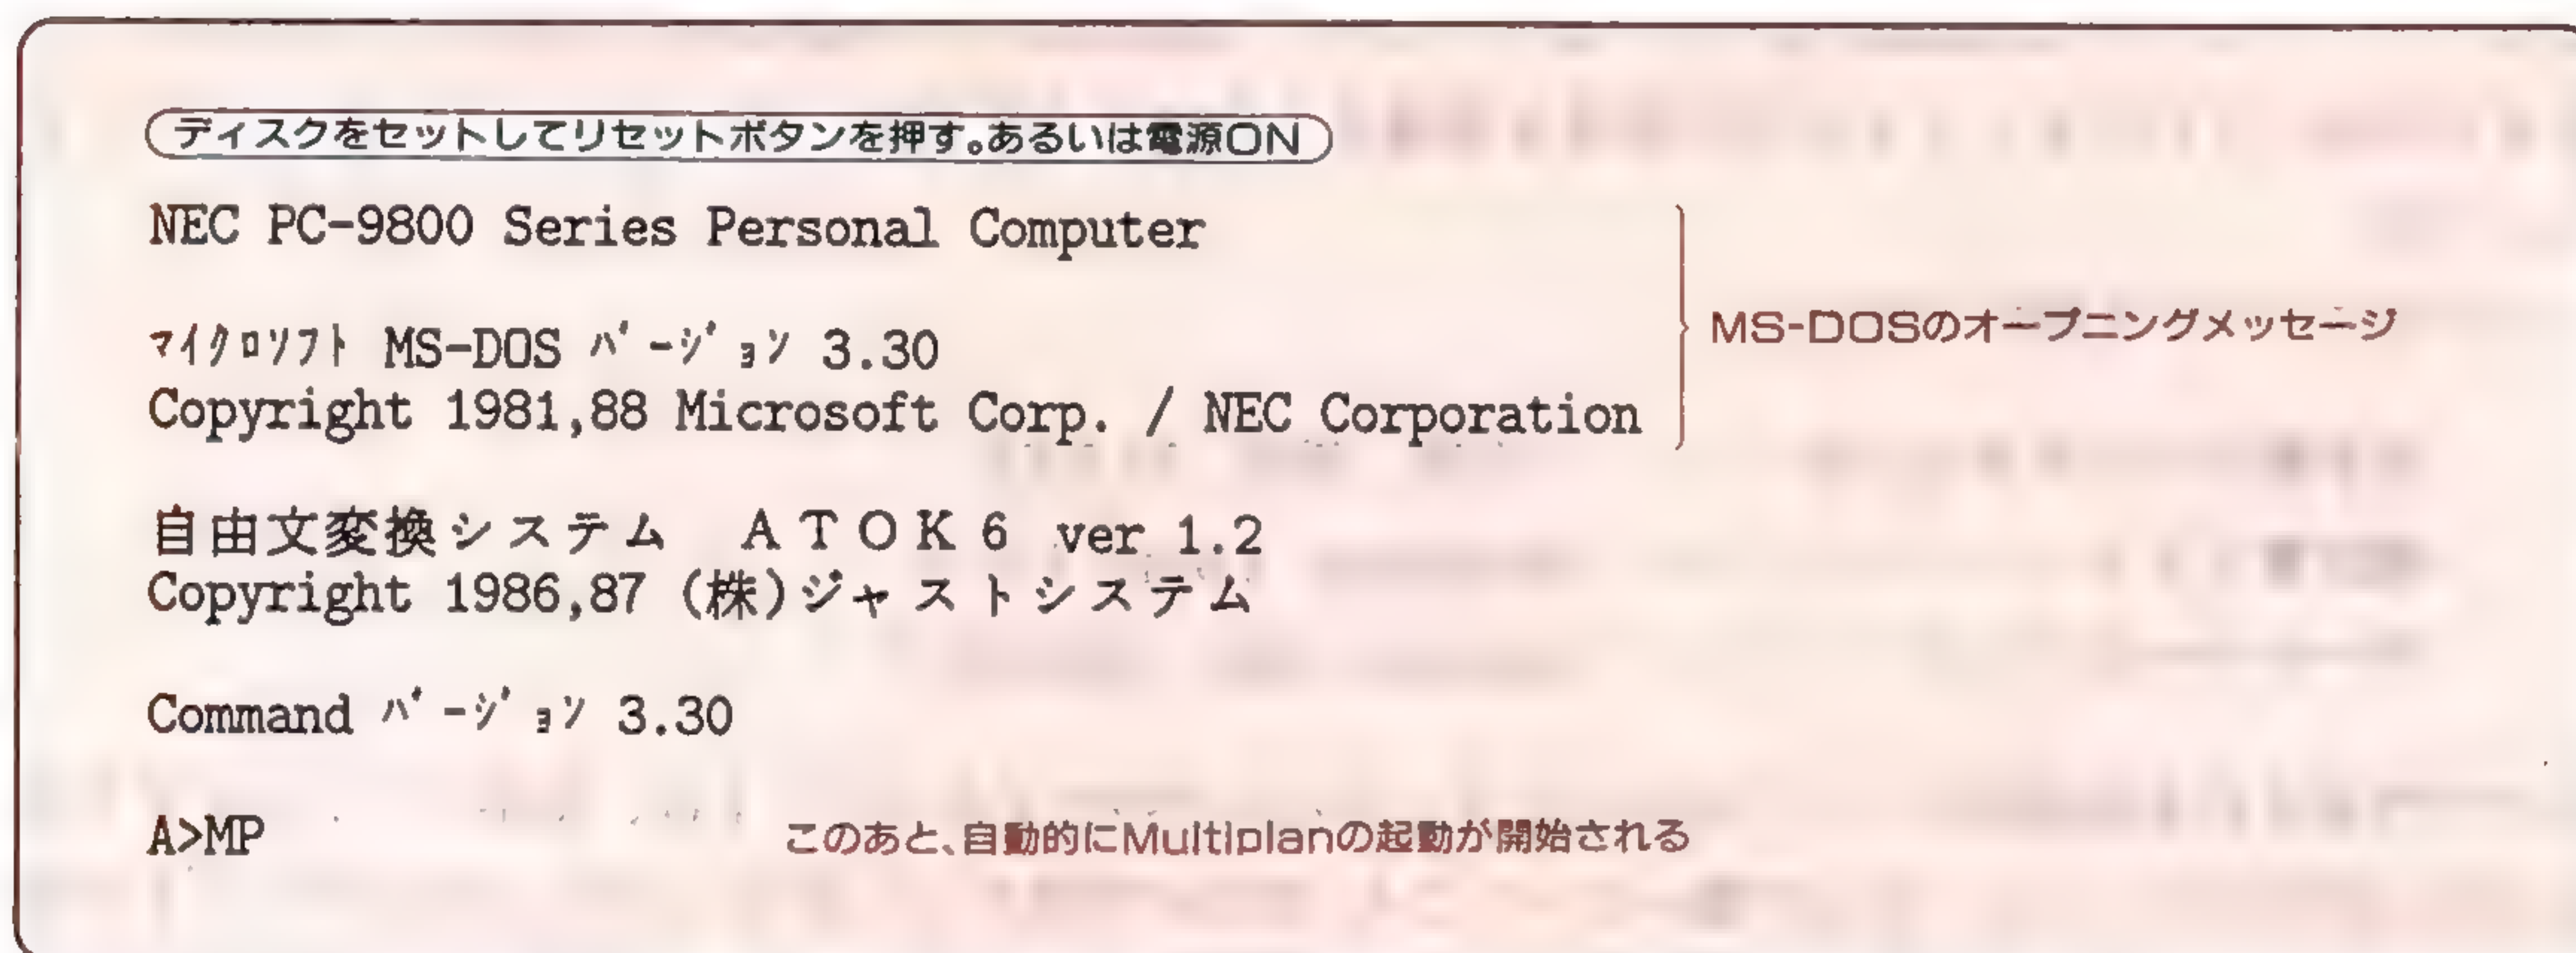 ディスクをセットしてリセットボタンを押す。あるいは電源ON
NEC PC-9800 Series Personal Computer
ﾏｲｸﾛｿﾌﾄ MS-DOS ﾊﾞｰｼﾞｮﾝ 3.30
Copyright 1981,88 Microsoft Corp. / NEC Corporation
MS-DOSのオープニングメッセージ
自由文変換システム　ＡＴＯＫ６ ver 1.2
Copyright 1986,87 (株)ジャストシステム
Command ﾊﾞｰｼﾞｮﾝ 3.30
A>MP このあと、自動的にMultiplanの起動が開始される